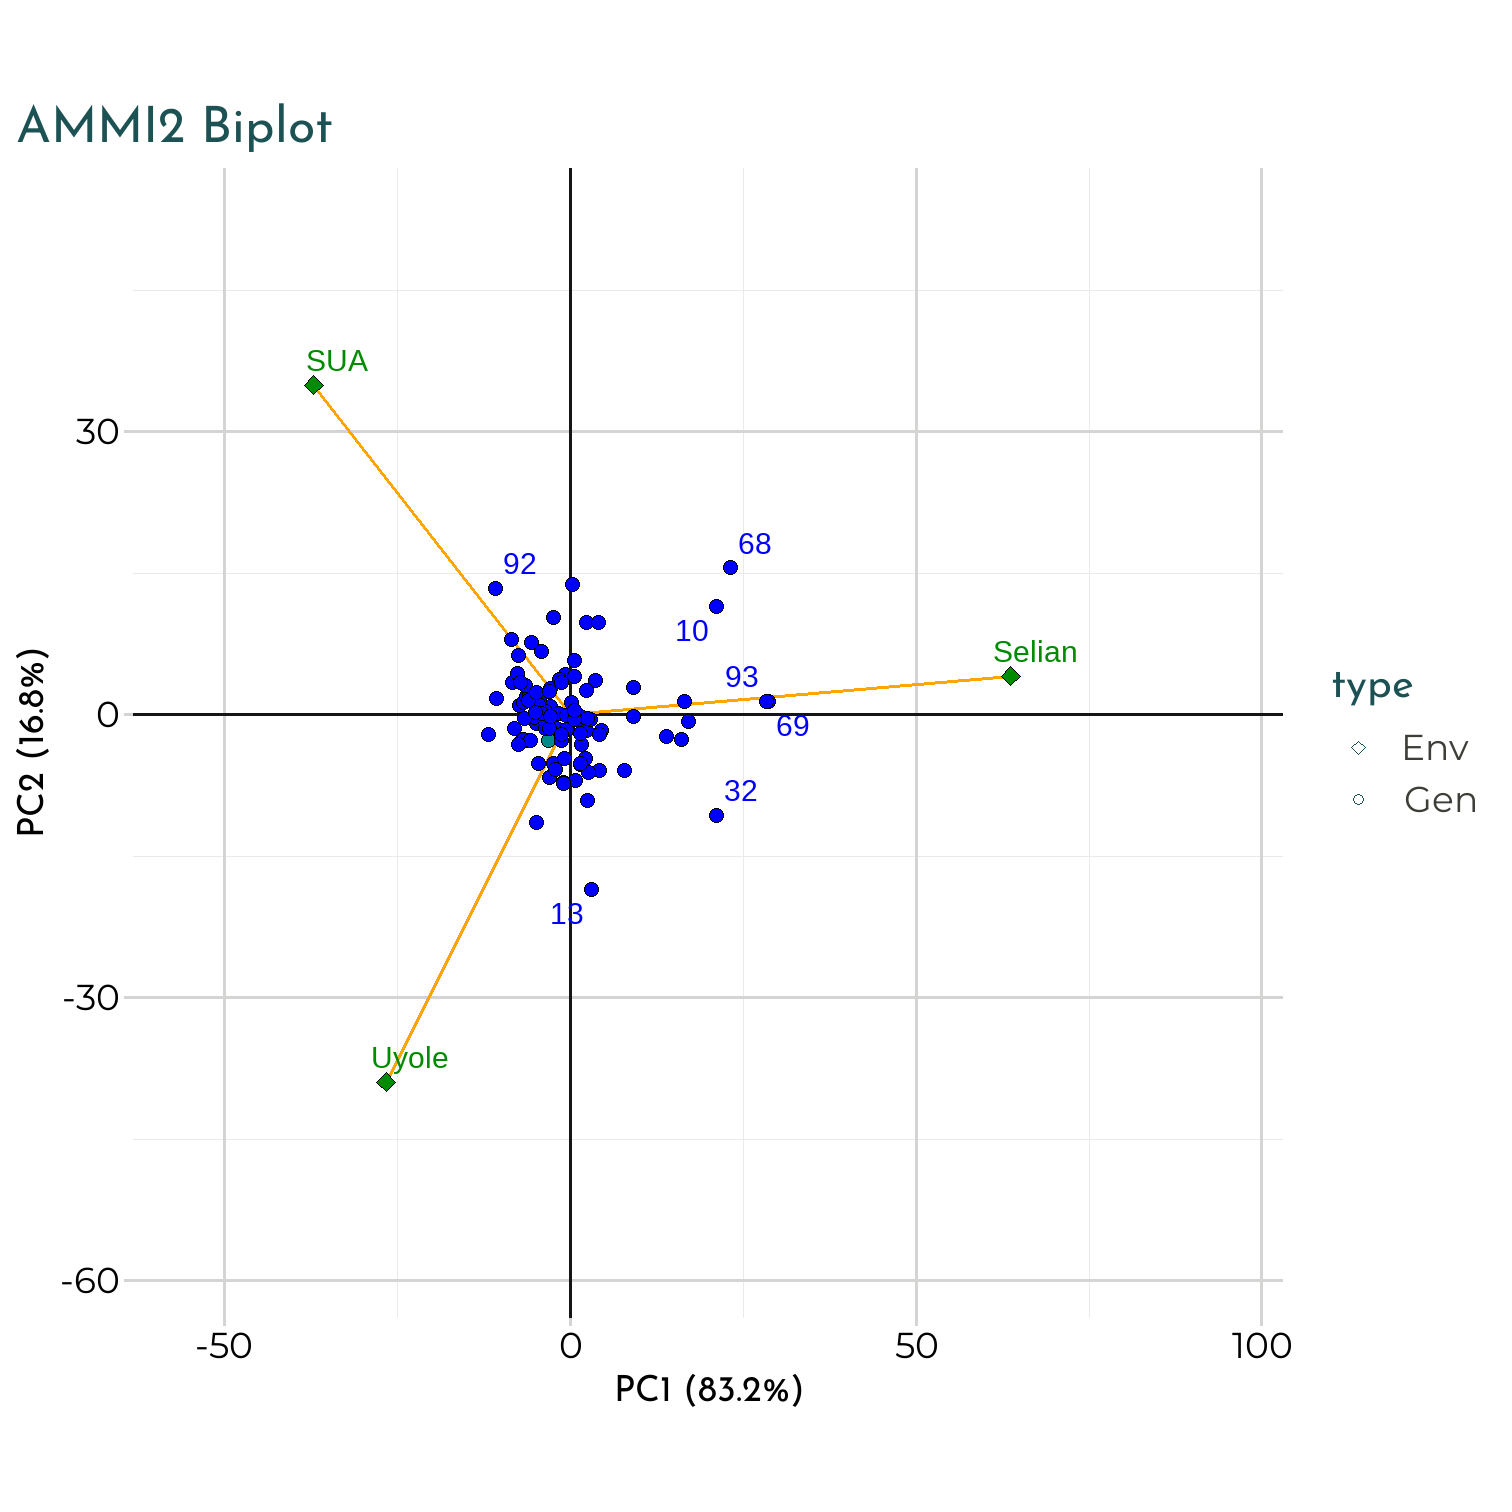 AMMI2 Biplot
SUA
30
92
68
10
Selian
93
0
69
PC2 (16.8%)
type
Env
Gen
32
13
-30
Uyole
-60
-50
0
50
100
PC1 (83.2%)